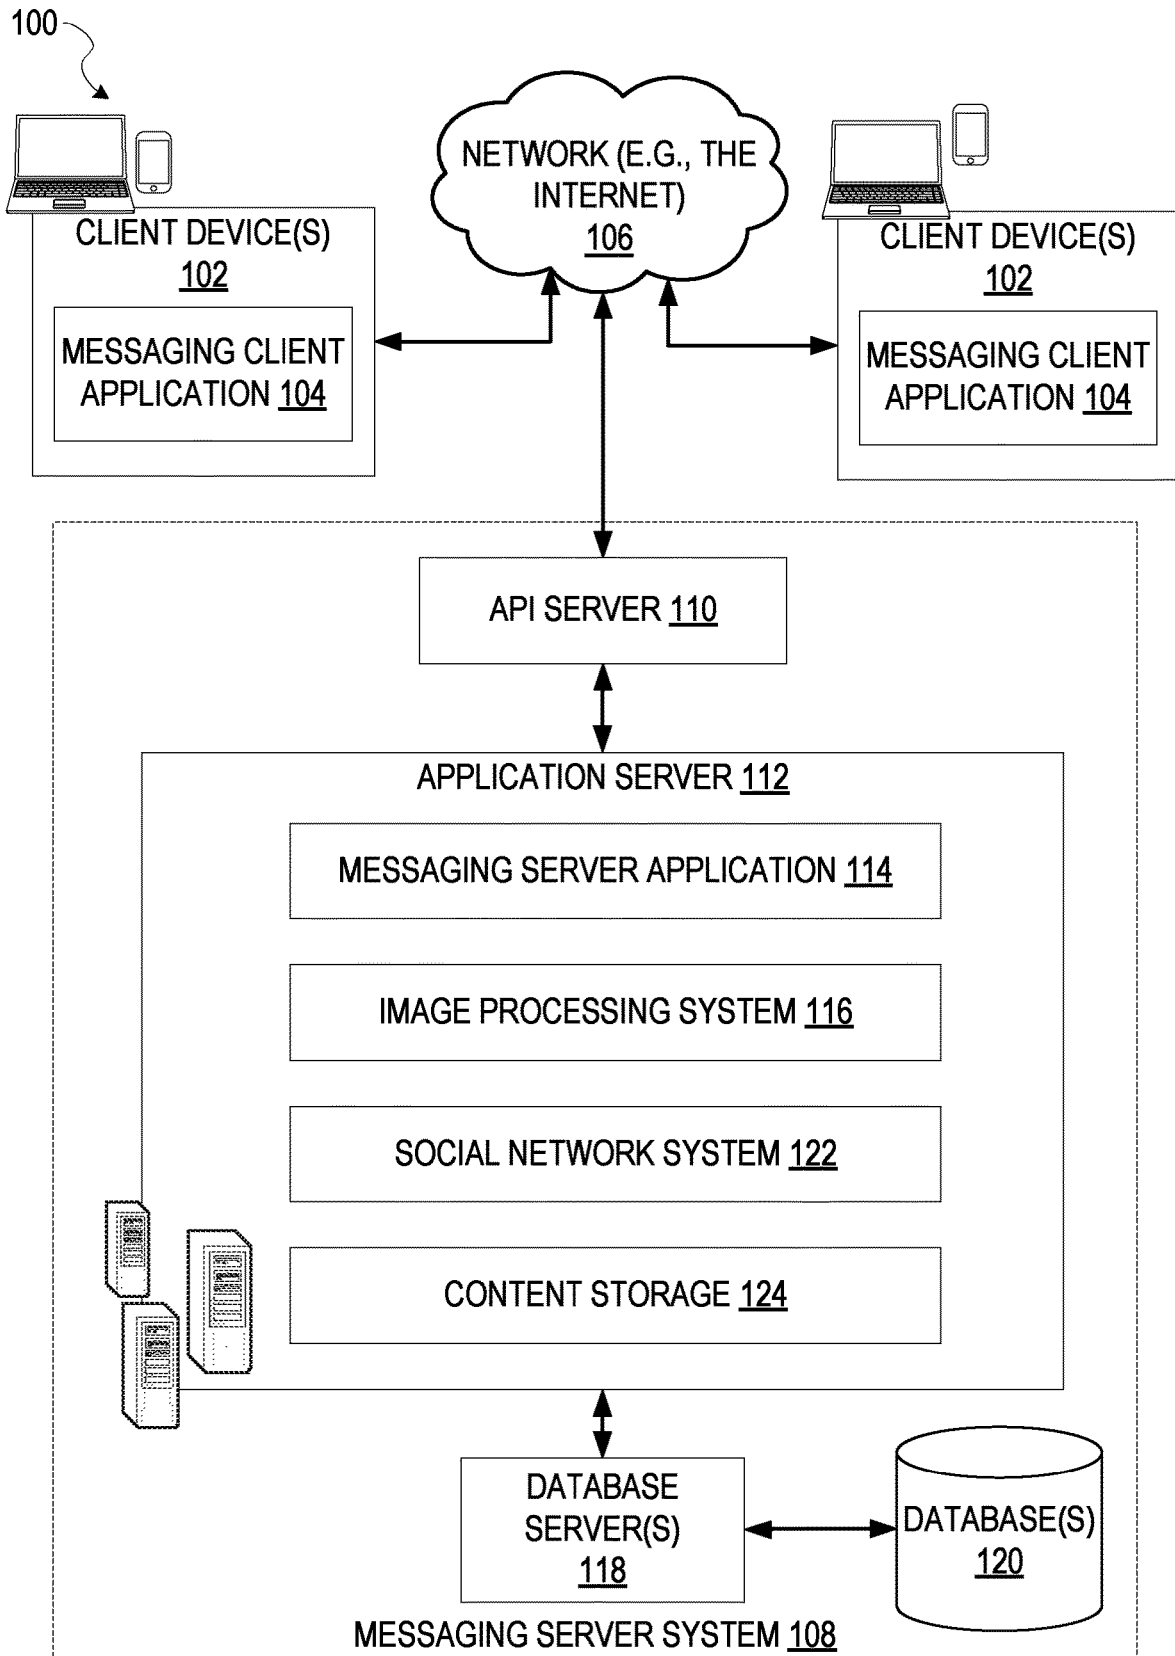 100
NETWORK (E.G., THE
INTERNET)
106
CLIENT DEVICE(S)
102
MESSAGING CLIENT
APPLICATION 104
CLIENT DEVICE(S)
102
MESSAGING CLIENT
APPLICATION 104
API SERVER 110
APPLICATION SERVER 112
MESSAGING SERVER APPLICATION 114
IMAGE PROCESSING SYSTEM 116
SOCIAL NETWORK SYSTEM 122
CONTENT STORAGE 124
DATABASE
SERVER(S)
118
DATABASE(S)
120
MESSAGING SERVER SYSTEM 108